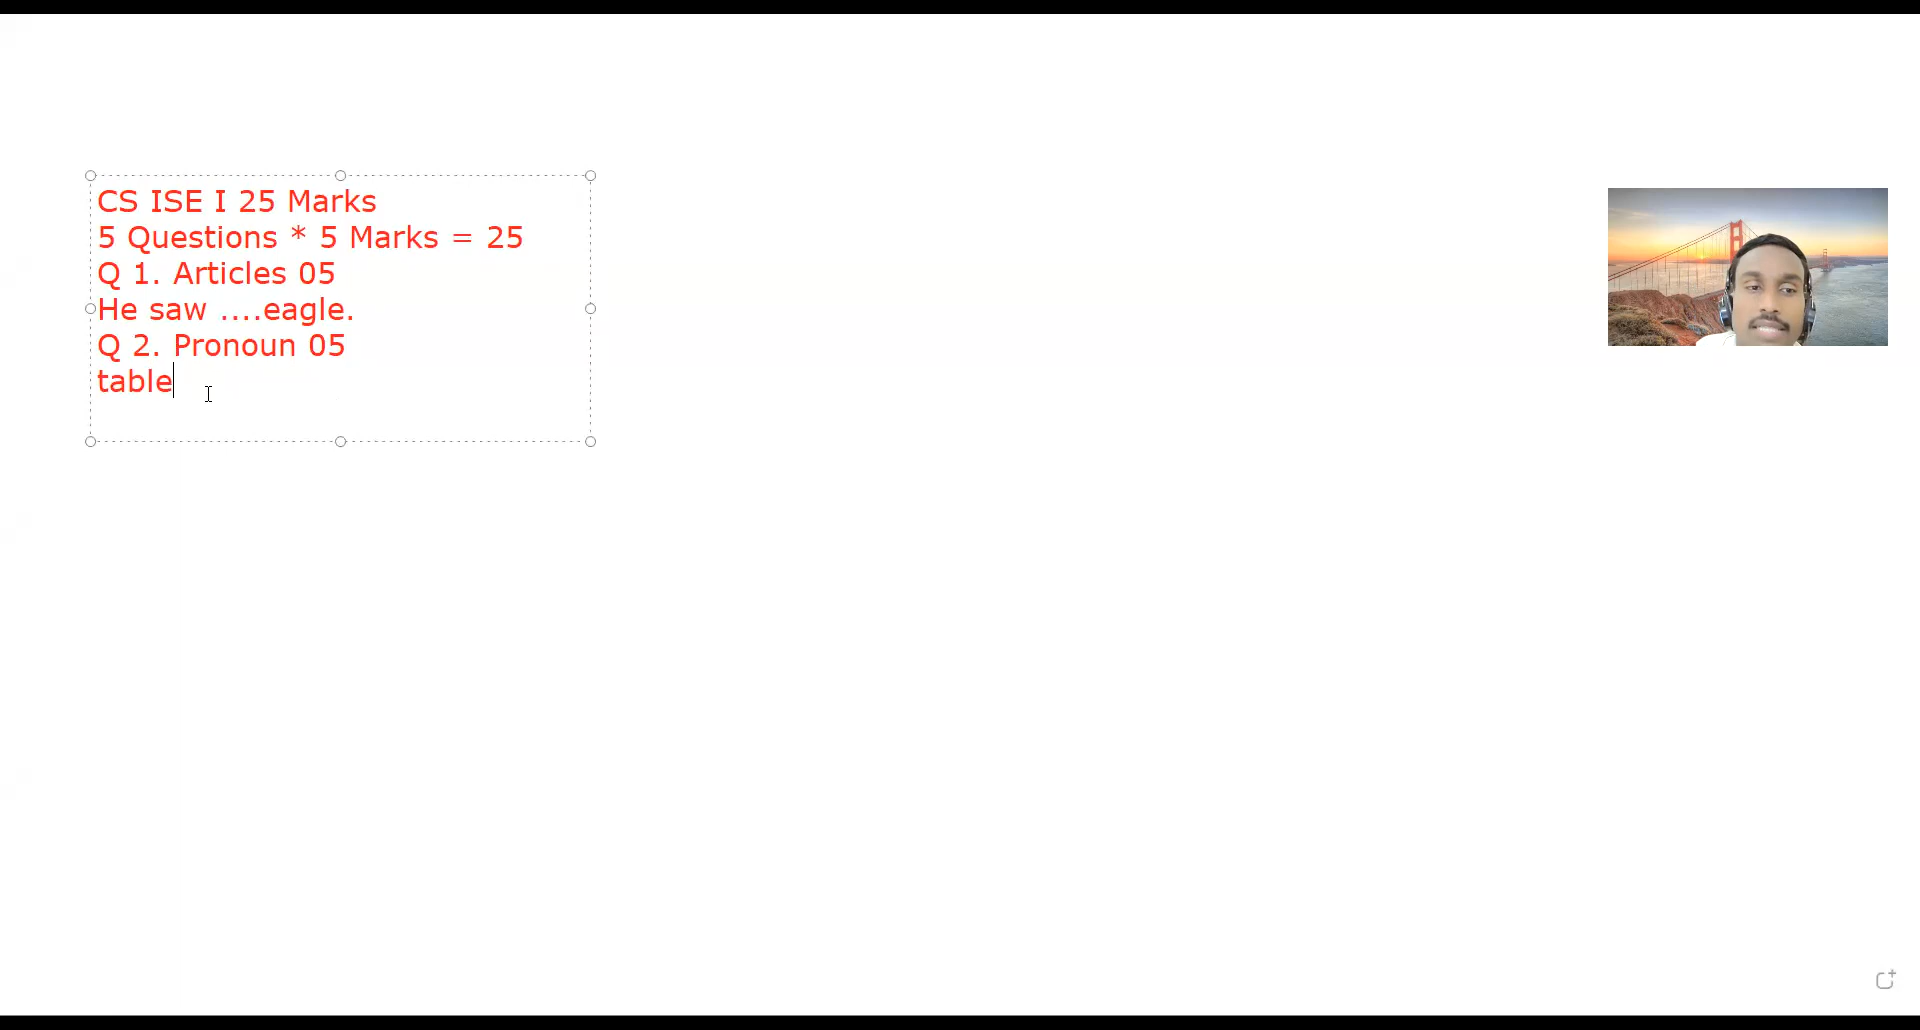 CS ISE I 25 Marks
5 Questions * 5 Marks = 25
Q 1. Articles 05
He saw ....eagle.
Q 2. Pronoun 05
table